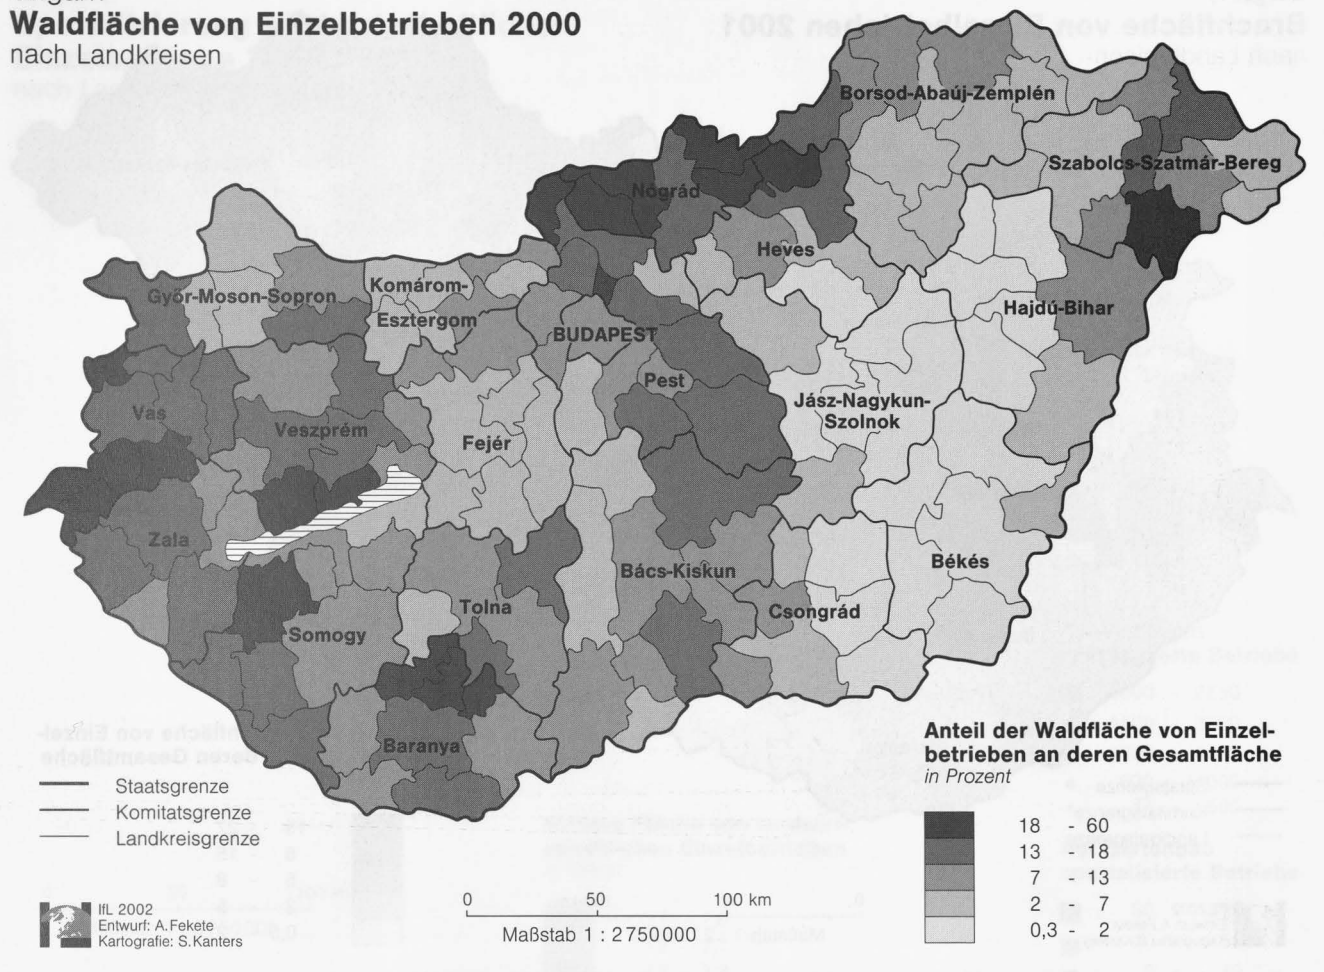 Waldfläche von Einzelbetrieben 2000
nach Landkreisen
Borsod-Abaúj-Zemplén
Szabolcs-Szatmár-Bereg
Nógrád
Heves
Győr-Moson-Sopron
Komárom-
Esztergom
Hajdú-Bihar
BUDAPEST
Pest
Vas
Veszprém
Fejér
Jász-Nagykun-
Szolnok
Zala
Bács-Kiskun
Békés
Tolna
Csongrád
Somogy
Baranya
Staatsgrenze
Komitatsgrenze
Landkreisgrenze
Anteil der Waldfläche von Einzel-
betrieben an deren Gesamtfläche
in Prozent
18 - 60
13 - 18
7 - 13
2 - 7
0,3 - 2
0 50 100 km
Maßstab 1 : 2750000
IfL 2002
Entwurf: A.Fekete
Kartografie: S.Kanters